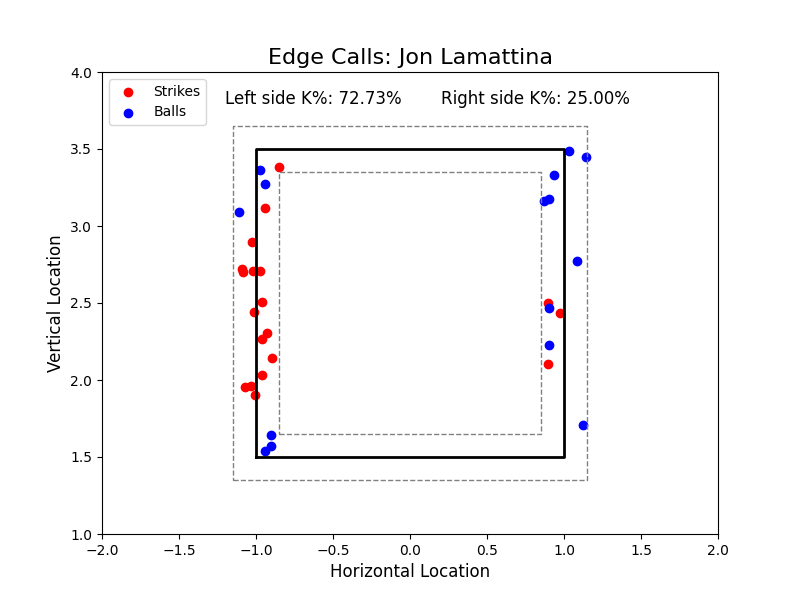 Edge Calls: Jon Lamattina
Strikes
Balls
Left side K%: 72.73%
Right side K%: 25.00%
4.0
3.5
3.0
2.5
2.0
1.5
1.0
Vertical Location
−2.0 −1.5 −1.0 −0.5 0.0 0.5 1.0 1.5 2.0
Horizontal Location